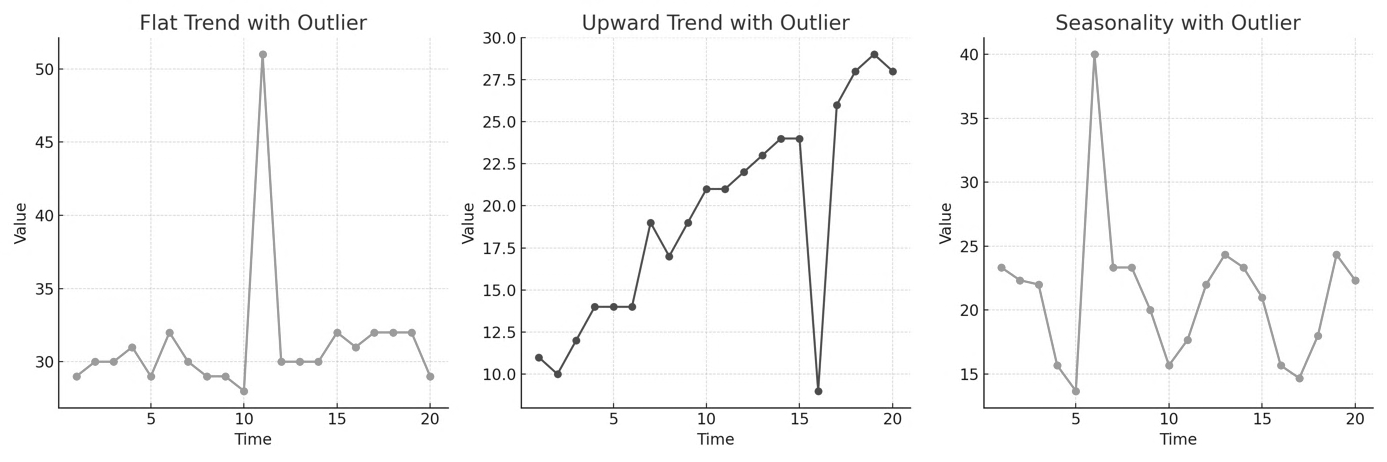 Flat Trend with Outlier
50
45
40
35
30
Value
5 10 15 20
Time
Upward Trend with Outlier
30.0
27.5
25.0
22.5
20.0
17.5
15.0
12.5
10.0
Value
5 10 15 20
Time
Seasonality with Outlier
40
35
30
25
20
15
Value
5 10 15 20
Time